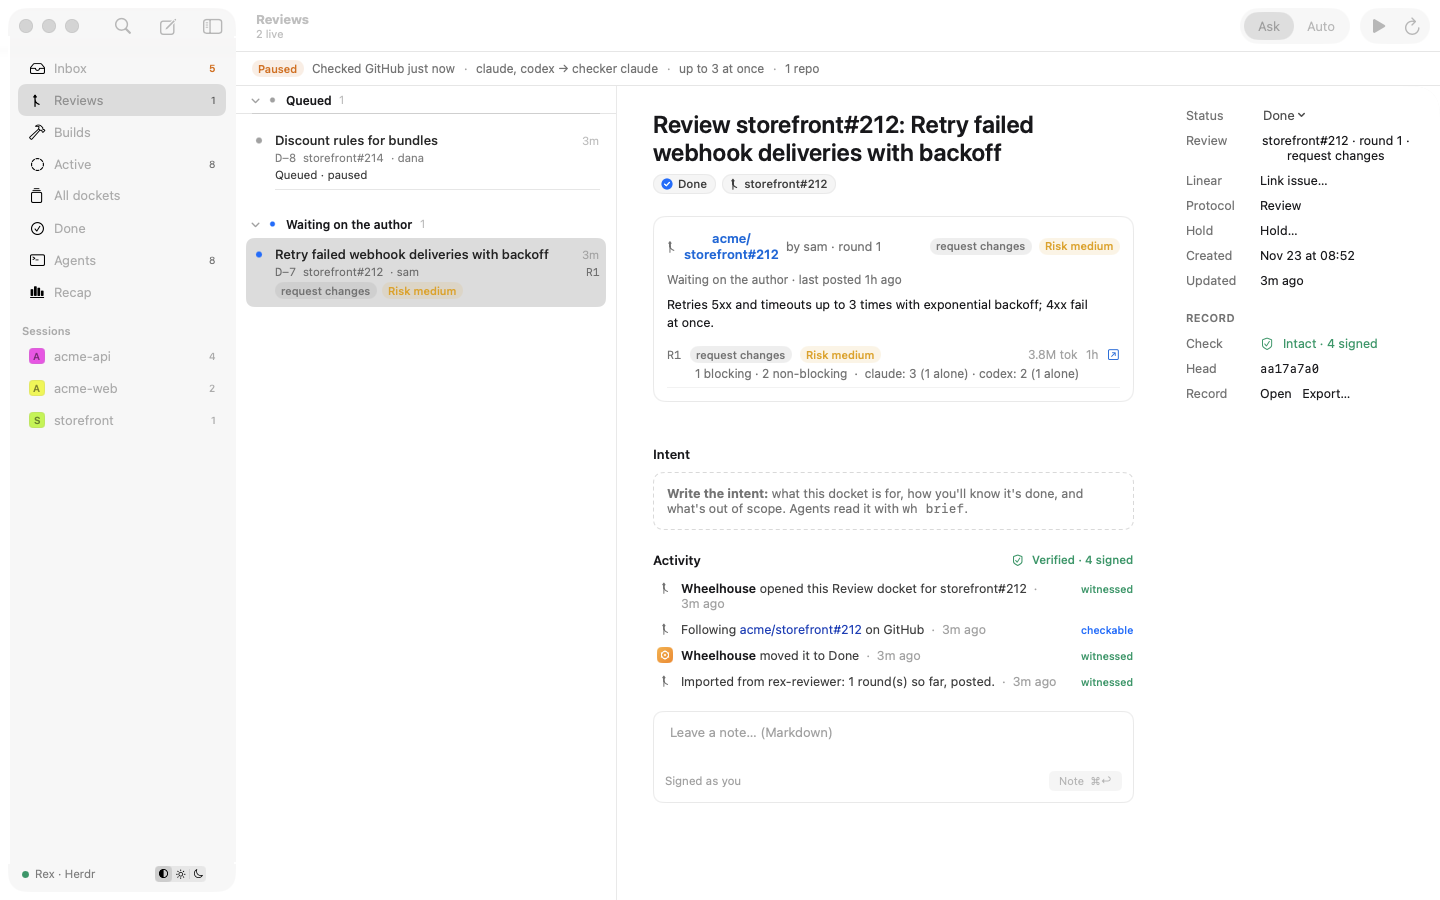 Reviews
2 live
Ask
Auto
Inbox 5
Reviews 1
Builds
Active 8
All dockets
Done
Agents 8
Recap
Sessions
A acme-api 4
A acme-web 2
S storefront 1
Rex · Herdr
Paused Checked GitHub just now · claude, codex → checker claude · up to 3 at once · 1 repo
Queued 1
Discount rules for bundles 3m
D-8 storefront#214 · dana
Queued · paused
Waiting on the author 1
Retry failed webhook deliveries with backoff 3m
D-7 storefront#212 · sam R1
request changes Risk medium
Review storefront#212: Retry failed
webhook deliveries with backoff
Done storefront#212
acme/
storefront#212 by sam · round 1 request changes Risk medium
Waiting on the author · last posted 1h ago
Retries 5xx and timeouts up to 3 times with exponential backoff; 4xx fail
at once.
R1 request changes Risk medium 3.8M tok 1h
1 blocking · 2 non-blocking · claude: 3 (1 alone) · codex: 2 (1 alone)
Intent
Write the intent: what this docket is for, how you'll know it's done, and
what's out of scope. Agents read it with wh brief.
Activity Verified · 4 signed
Wheelhouse opened this Review docket for storefront#212 ·
3m ago witnessed
Following acme/storefront#212 on GitHub · 3m ago checkable
Wheelhouse moved it to Done · 3m ago witnessed
Imported from rex-reviewer: 1 round(s) so far, posted. · 3m ago witnessed
Leave a note... (Markdown)
Signed as you Note ⌘↩
Status Done
Review storefront#212 · round 1 ·
request changes
Linear Link issue...
Protocol Review
Hold Hold...
Created Nov 23 at 08:52
Updated 3m ago
RECORD
Check Intact · 4 signed
Head aa17a7a0
Record Open Export...